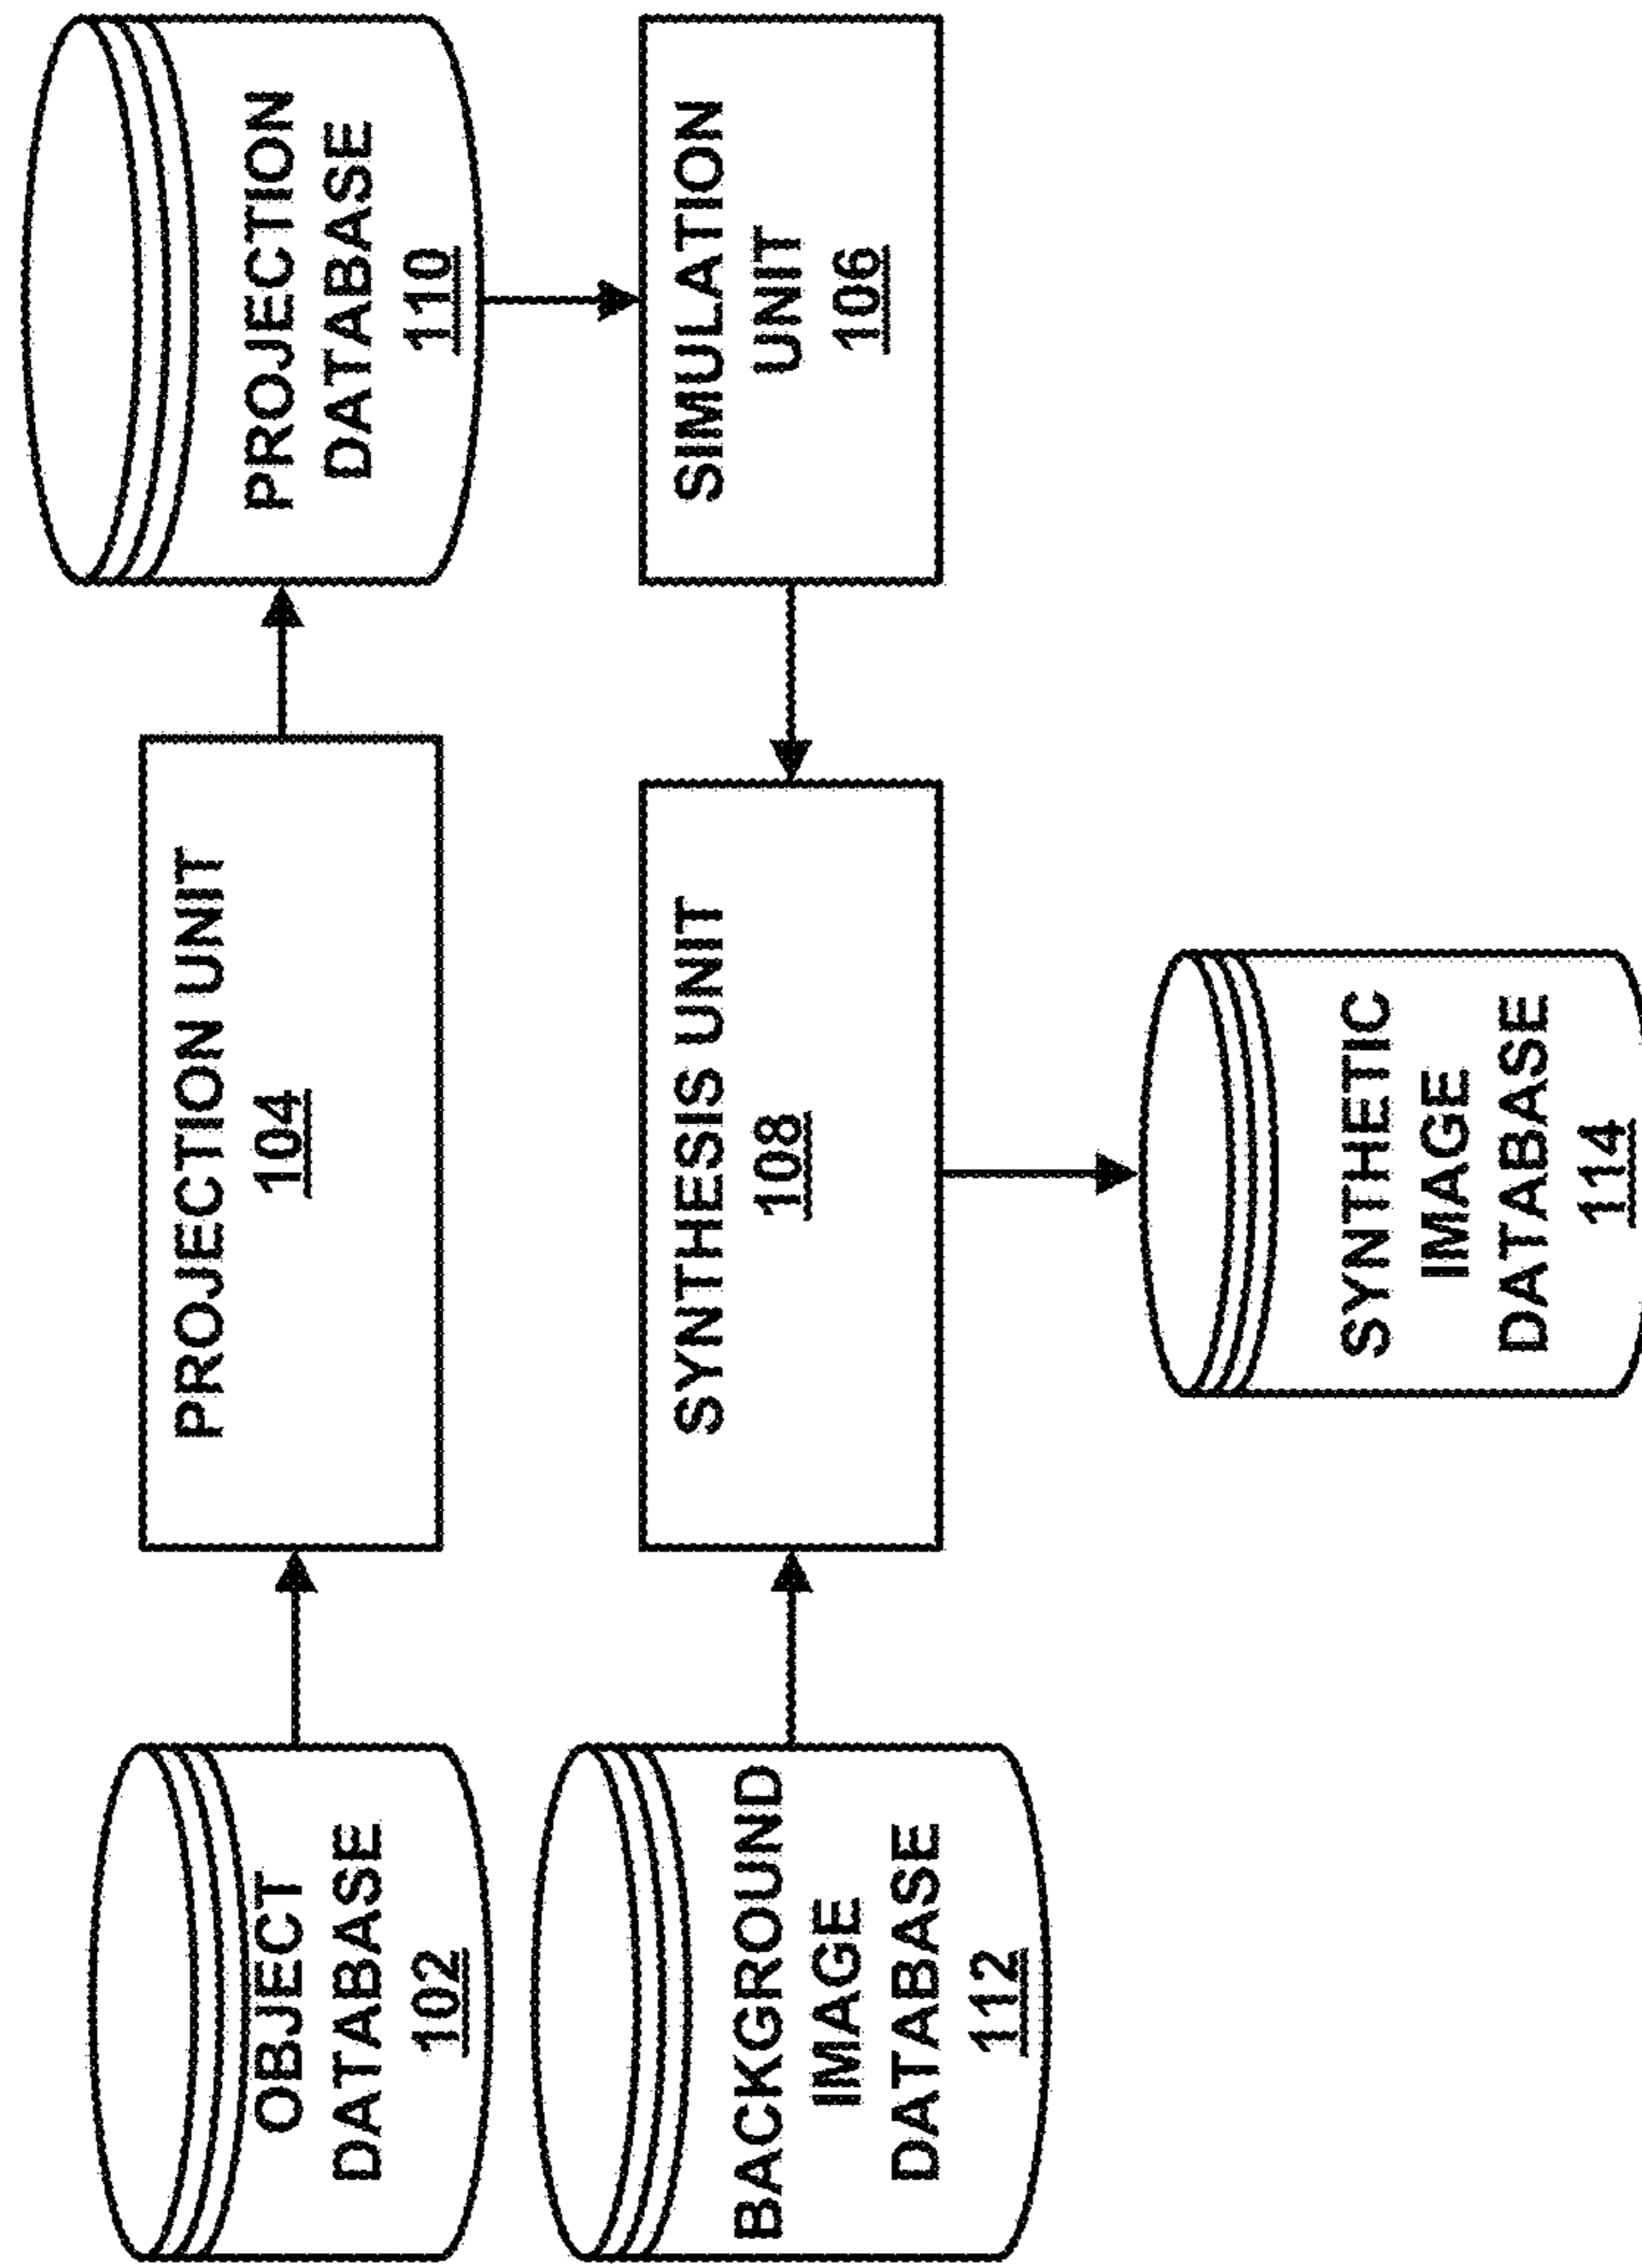 OBJECT
DATABASE
102
PROJECTION UNIT
104
PROJECTION
DATABASE
110
BACKGROUND
IMAGE
DATABASE
112
SYNTHESIS UNIT
108
SIMULATION
UNIT
106
SYNTHETIC
IMAGE
DATABASE
114